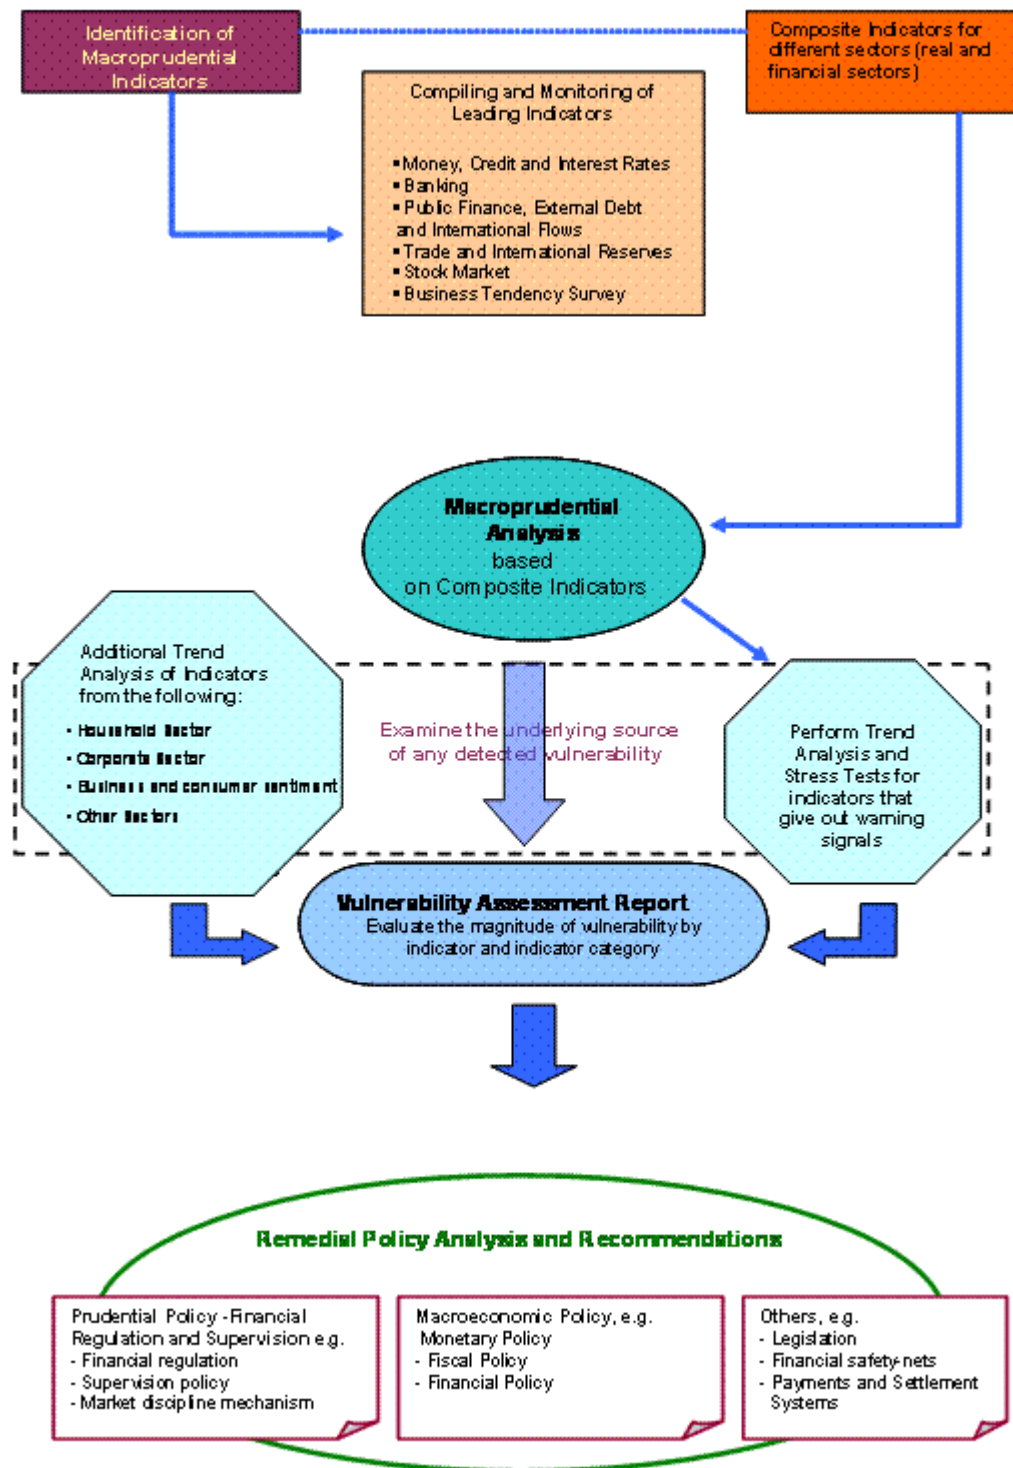 Identification of
Macroprudential
Indicators
Composite Indicators for
different sectors (real and
financial sectors)
Compiling and Monitoring of
Leading Indicators
▪ Money, Credit and Interest Rates
▪ Banking
▪ Public Finance, External Debt
and International Flows
▪ Trade and International Reserves
▪ Stock Market
▪ Business Tendency Survey
Macroprudential
Analysis
based
on Composite Indicators
Additional Trend
Analysis of Indicators
from the following:
• Household Sector
• Corporate Sector
• Business and consumer sentiment
• Other Sectors
Examine the underlying source
of any detected vulnerability
Perform Trend
Analysis and
Stress Tests for
indicators that
give out warning
signals
Vulnerability Assessment Report
Evaluate the magnitude of vulnerability by
indicator and indicator category
Remedial Policy Analysis and Recommendations
Prudential Policy -Financial
Regulation and Supervision e.g.
- Financial regulation
- Supervision policy
- Market discipline mechanism
Macroeconomic Policy, e.g.
Monetary Policy
- Fiscal Policy
- Financial Policy
Others, e.g.
- Legislation
- Financial safety-nets
- Payments and Settlement
Systems